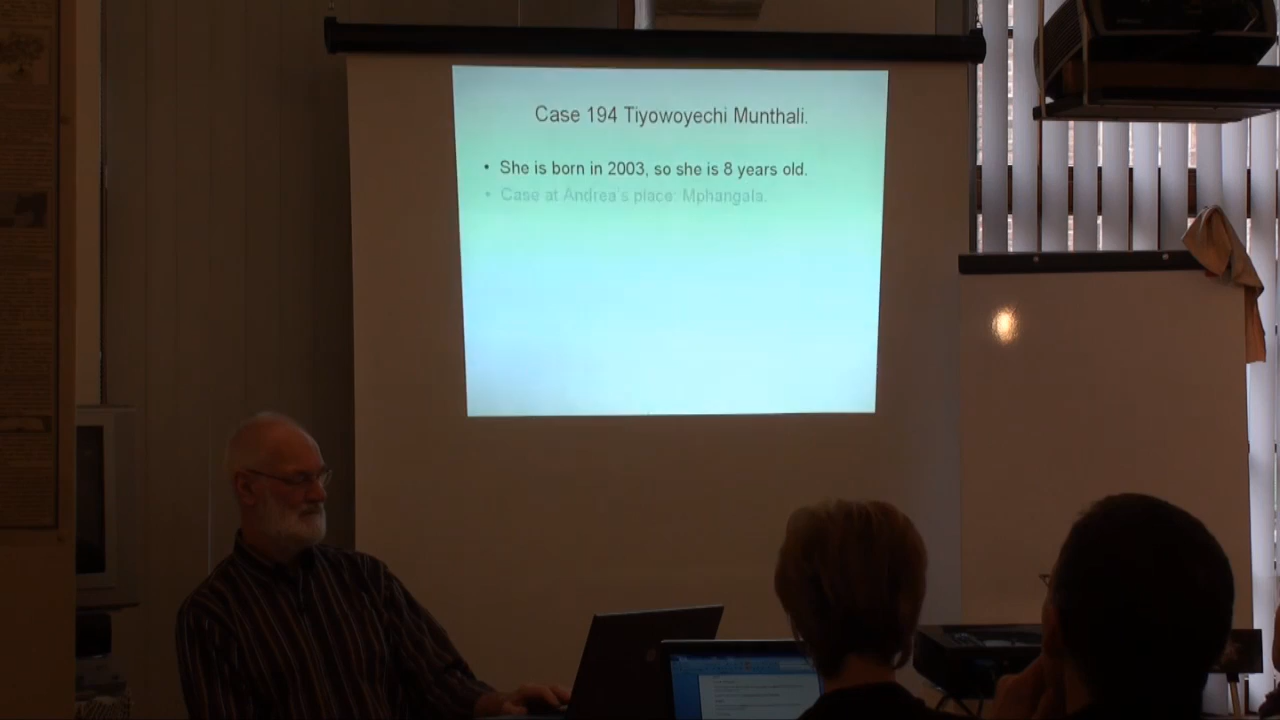 Case 194 Tiyowoyechi Munthali.
• She is born in 2003, so she is 8 years old.
• Case at Andrea's place: Mphangala.